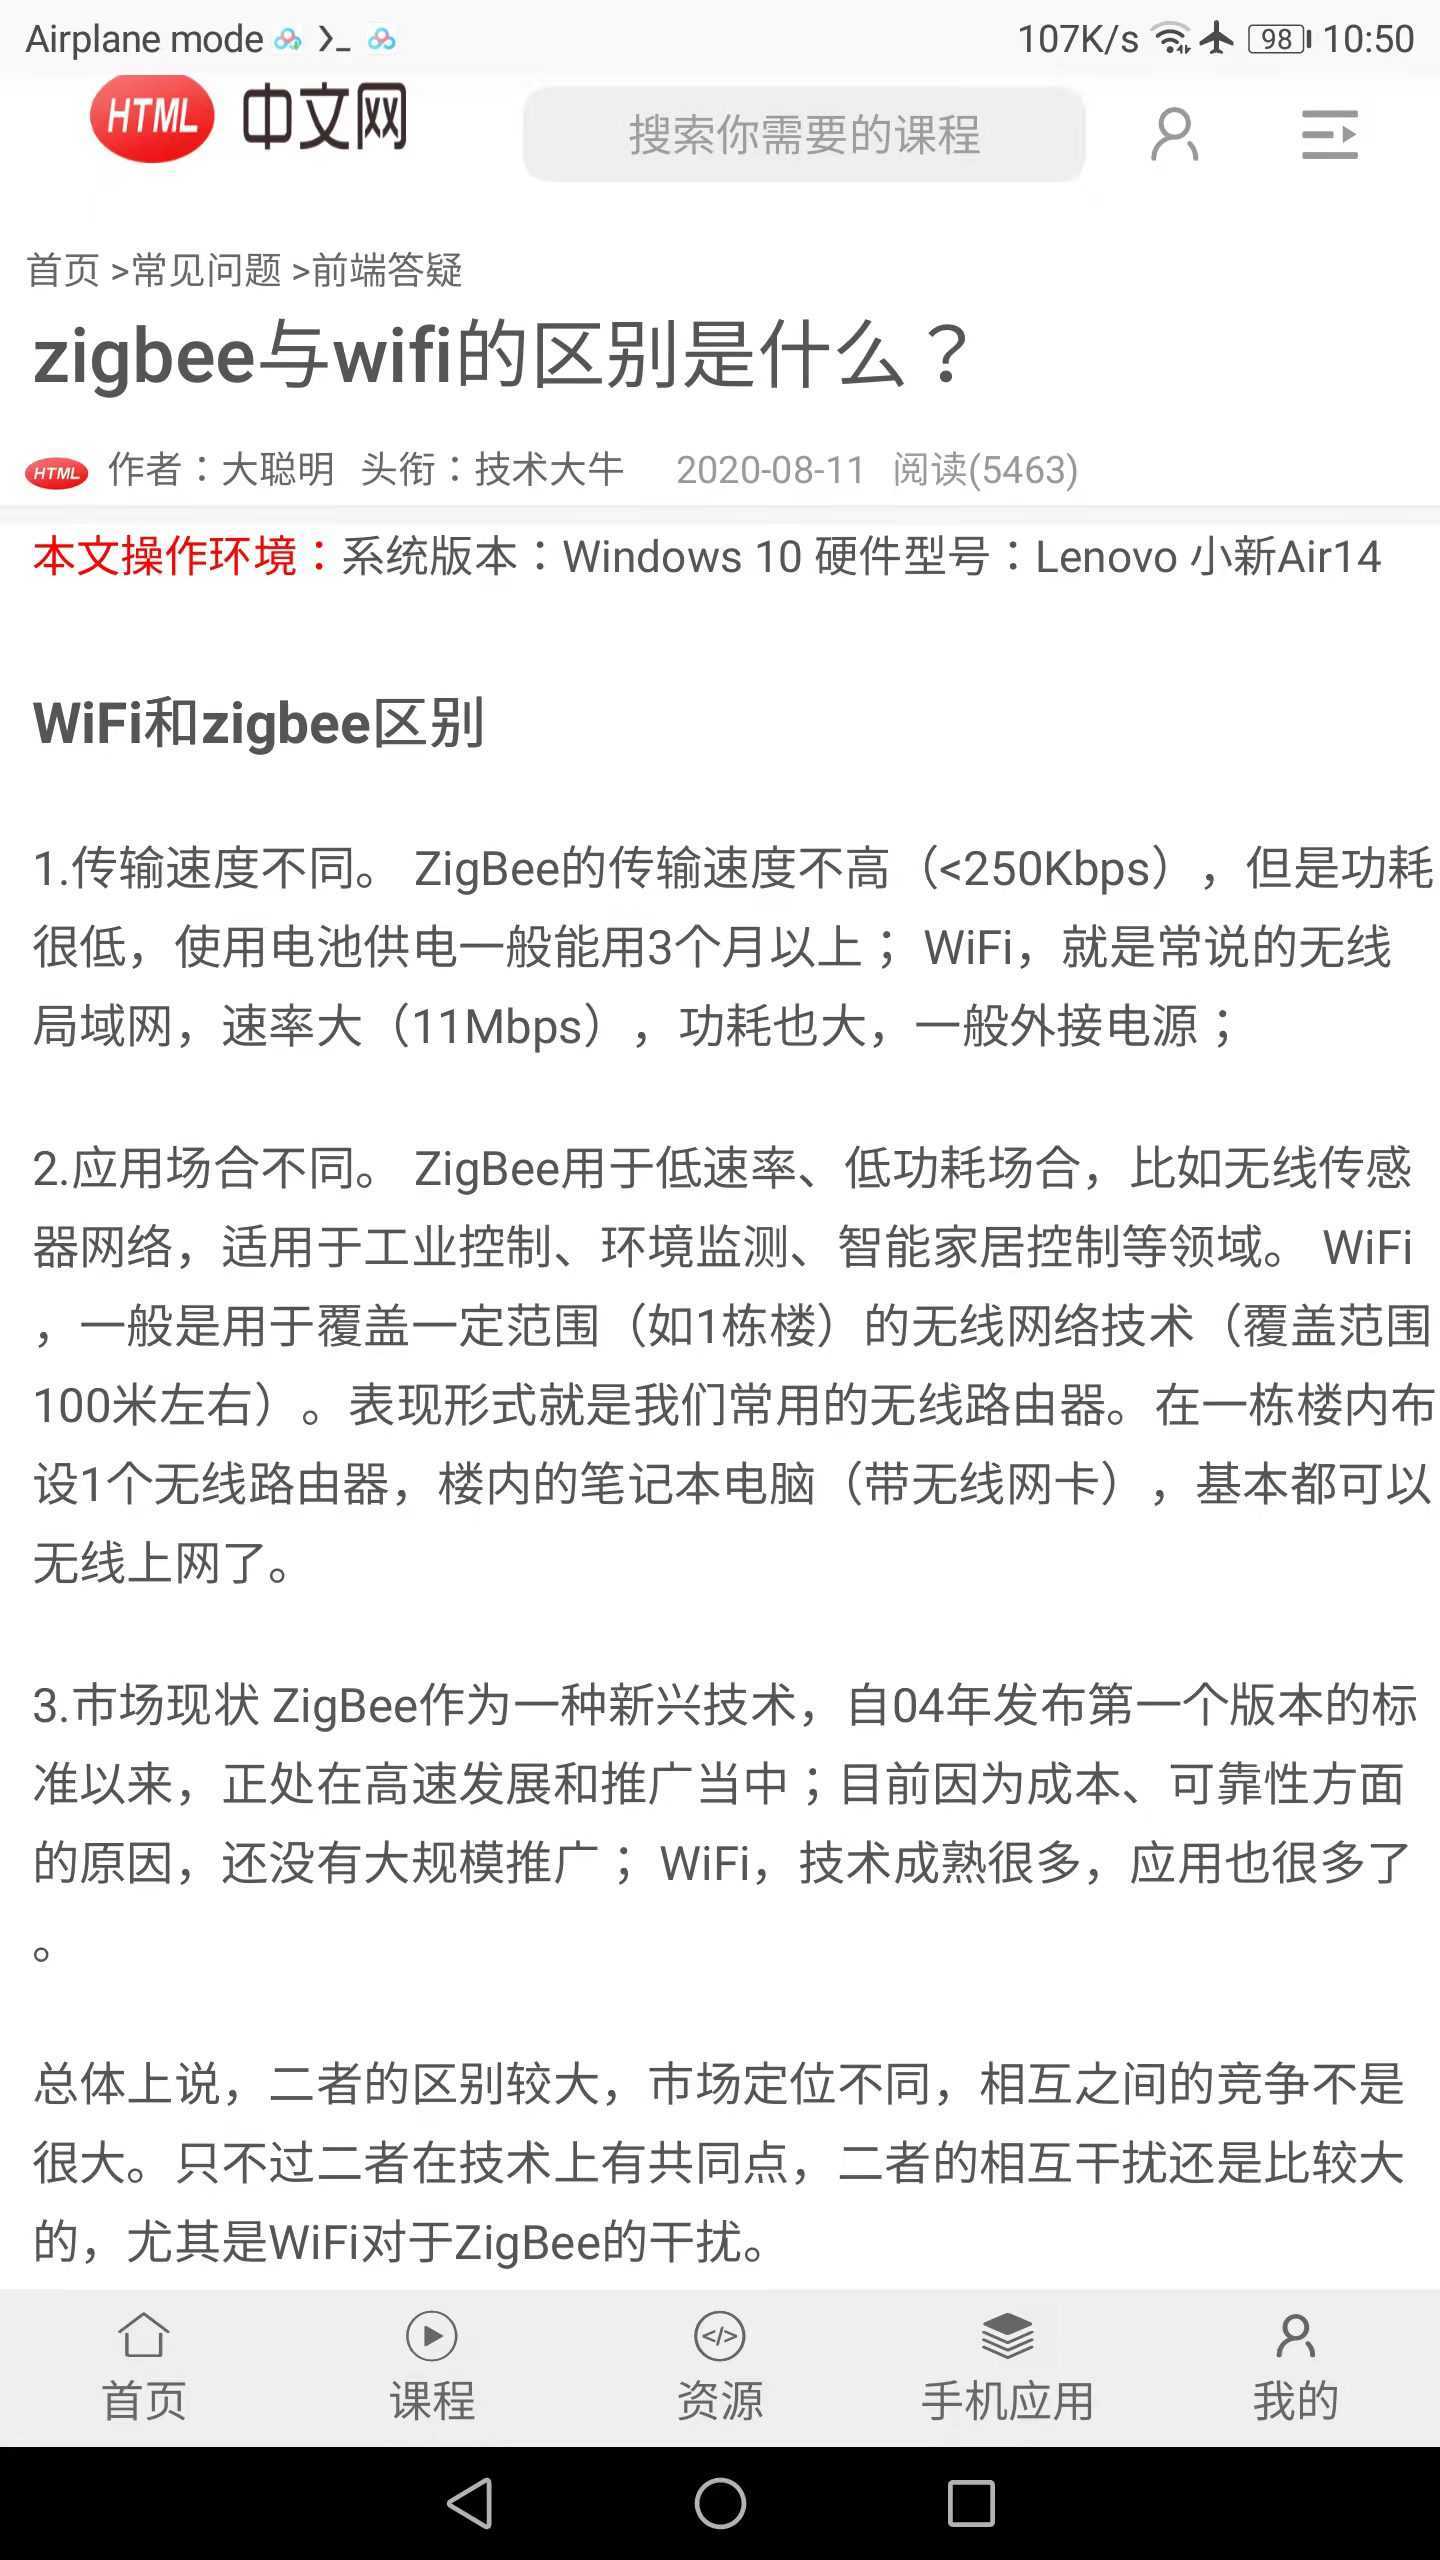 Airplane mode 107K/s 98 10:50
HTML 中文网 搜索你需要的课程
首页 >常见问题 >前端答疑
zigbee与wifi的区别是什么？
HTML 作者：大聪明 头衔：技术大牛 2020-08-11 阅读(5463)
本文操作环境：系统版本：Windows 10 硬件型号：Lenovo 小新Air14
WiFi和zigbee区别
1.传输速度不同。 ZigBee的传输速度不高（<250Kbps），但是功耗
很低，使用电池供电一般能用3个月以上； WiFi，就是常说的无线
局域网，速率大（11Mbps），功耗也大，一般外接电源；
2.应用场合不同。 ZigBee用于低速率、低功耗场合，比如无线传感
器网络，适用于工业控制、环境监测、智能家居控制等领域。 WiFi
，一般是用于覆盖一定范围（如1栋楼）的无线网络技术（覆盖范围
100米左右）。表现形式就是我们常用的无线路由器。在一栋楼内布
设1个无线路由器，楼内的笔记本电脑（带无线网卡），基本都可以
无线上网了。
3.市场现状 ZigBee作为一种新兴技术，自04年发布第一个版本的标
准以来，正处在高速发展和推广当中；目前因为成本、可靠性方面
的原因，还没有大规模推广； WiFi，技术成熟很多，应用也很多了
。
总体上说，二者的区别较大，市场定位不同，相互之间的竞争不是
很大。只不过二者在技术上有共同点，二者的相互干扰还是比较大
的，尤其是WiFi对于ZigBee的干扰。
首页 课程 资源 手机应用 我的